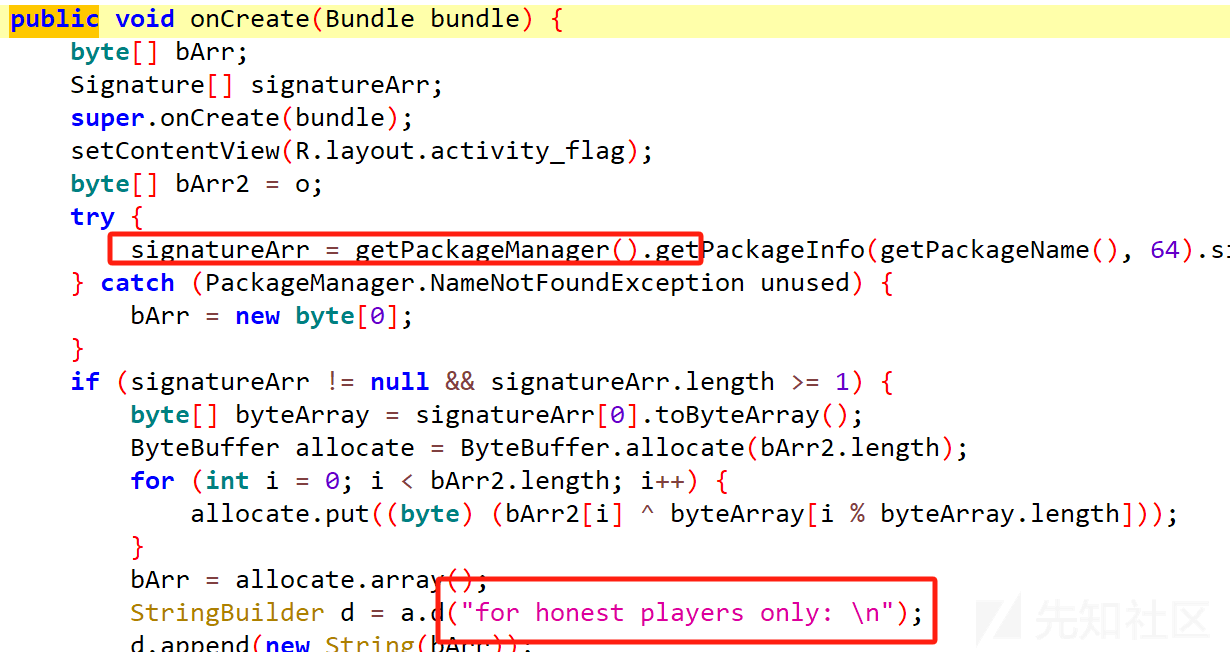 public void onCreate(Bundle bundle) {
byte[] bArr;
Signature[] signatureArr;
super.onCreate(bundle);
setContentView(R.layout.activity_flag);
byte[] bArr2 = o;
try {
signatureArr = getPackageManager().getPackageInfo(getPackageName(), 64).si
} catch (PackageManager.NameNotFoundException unused) {
bArr = new byte[0];
}
if (signatureArr != null && signatureArr.length >= 1) {
byte[] byteArray = signatureArr[0].toByteArray();
ByteBuffer allocate = ByteBuffer.allocate(bArr2.length);
for (int i = 0; i < bArr2.length; i++) {
allocate.put((byte) (bArr2[i] ^ byteArray[i % byteArray.length]));
}
bArr = allocate.array();
StringBuilder d = a.d("for honest players only: \n");
d.append(new String(bArr));
先知社区